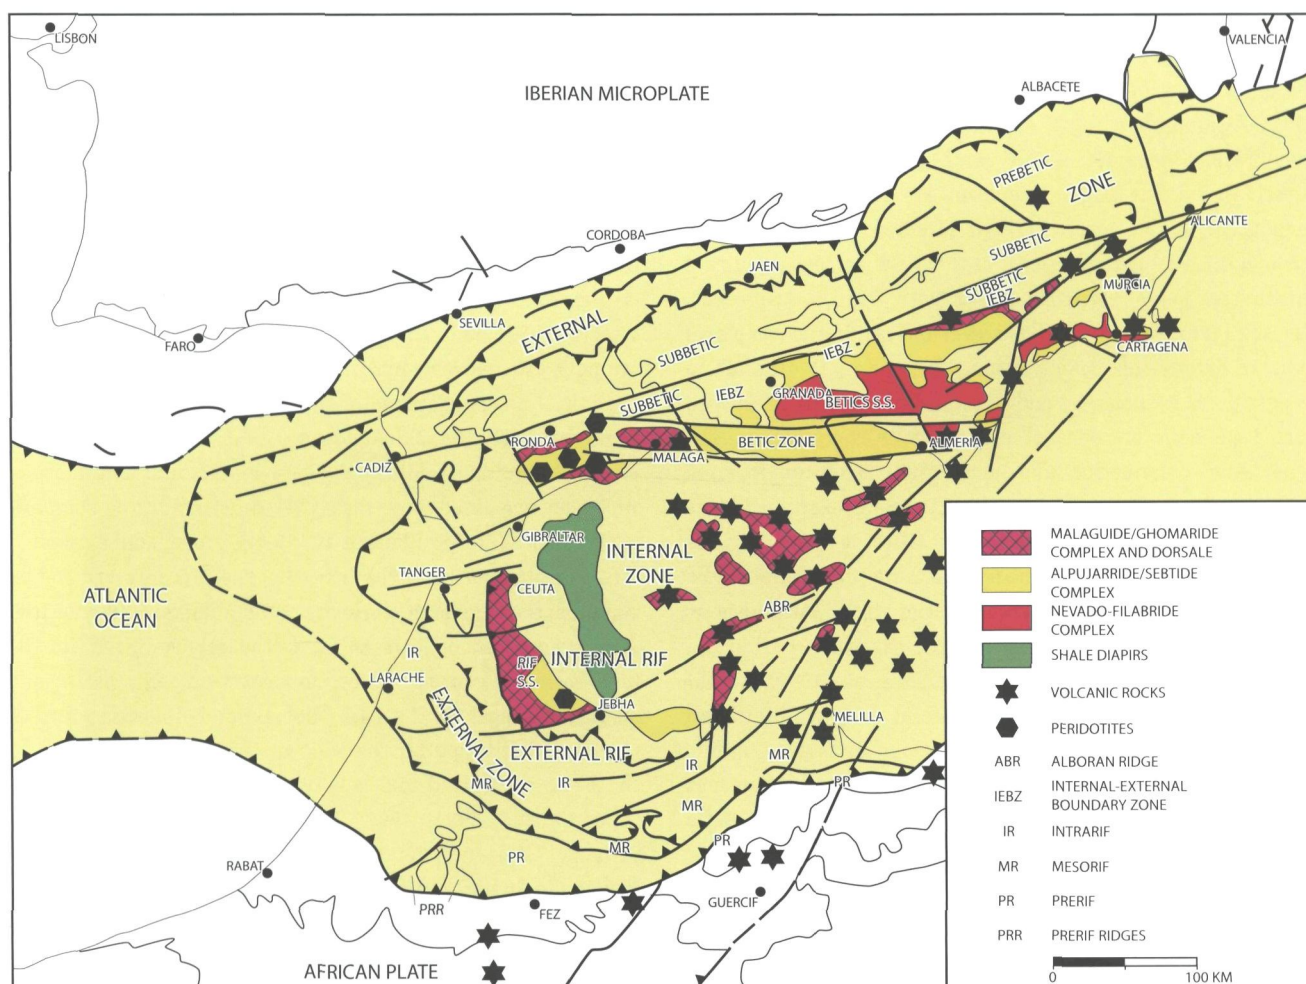 LISBON
VALENCIA
IBERIAN MICROPLATE
ALBACETE
PREBETIC
ZONE
ALICANTE
CORDOBA
SUBBETIC
JAEN
SUBBETIC
IEBZ
MURCIA
SEVILLA
EXTERNAL
FARO
SUBBETIC
IEBZ
CARTAGENA
GRANADA
IEBZ
SUBBETIC
BETICS S.S.
RONDA
BETIC ZONE
ALMERIA
MALAGA
CADIZ
GIBRALTAR
INTERNAL
ZONE
TANGER
CEUTA
ATLANTIC
OCEAN
ABR
IR
INTERNAL RIF
RIF
S.S.
LARACHE
JEBHA
MELILLA
EXTERNAL ZONE
EXTERNAL RIF
MR
IR
IR
MR
PR
MR
MR
PR
PR
RABAT
PRR
FEZ
GUERCIF
AFRICAN PLATE
MALAGUIDE/GHOMARIDE
COMPLEX AND DORSALE
ALPUJARRIDE/SEBTIDE
COMPLEX
NEVADO-FILABRIDE
COMPLEX
SHALE DIAPIRS
VOLCANIC ROCKS
PERIDOTITES
ABR ALBORAN RIDGE
IEBZ INTERNAL-EXTERNAL
BOUNDARY ZONE
IR INTRARIF
MR MESORIF
PR PRERIF
PRR PRERIF RIDGES
0 100 KM